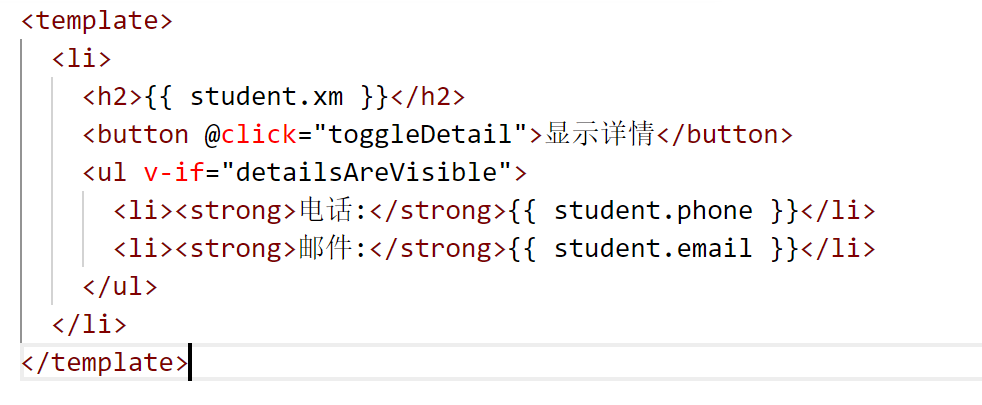 <template>
<li>
<h2>{{ student.xm }}</h2>
<button @click="toggleDetail">显示详情</button>
<ul v-if="detailsAreVisible">
<li><strong>电话:</strong>{{ student.phone }}</li>
<li><strong>邮件:</strong>{{ student.email }}</li>
</ul>
</li>
</template>